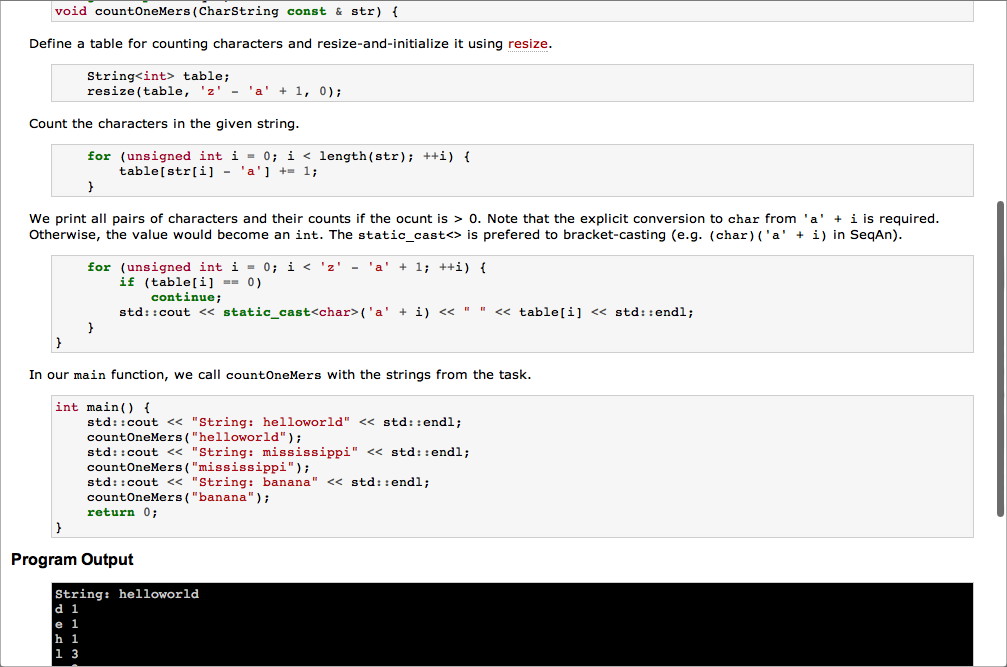 void countOneMers(CharString const & str) {
Define a table for counting characters and resize-and-initialize it using resize.
String<int> table;
resize(table, 'z' - 'a' + 1, 0);
Count the characters in the given string.
for (unsigned int i = 0; i < length(str); ++i) {
table[str[i] - 'a'] += 1;
}
We print all pairs of characters and their counts if the ocunt is > 0. Note that the explicit conversion to char from 'a' + i is required.
Otherwise, the value would become an int. The static_cast<> is prefered to bracket-casting (e.g. (char)('a' + i) in SeqAn).
for (unsigned int i = 0; i < 'z' - 'a' + 1; ++i) {
if (table[i] == 0)
continue;
std::cout << static_cast<char>('a' + i) << " " << table[i] << std::endl;
}
}
In our main function, we call countOneMers with the strings from the task.
int main() {
std::cout << "String: helloworld" << std::endl;
countOneMers("helloworld");
std::cout << "String: mississippi" << std::endl;
countOneMers("mississippi");
std::cout << "String: banana" << std::endl;
countOneMers("banana");
return 0;
}
Program Output
String: helloworld
d 1
e 1
h 1
l 3